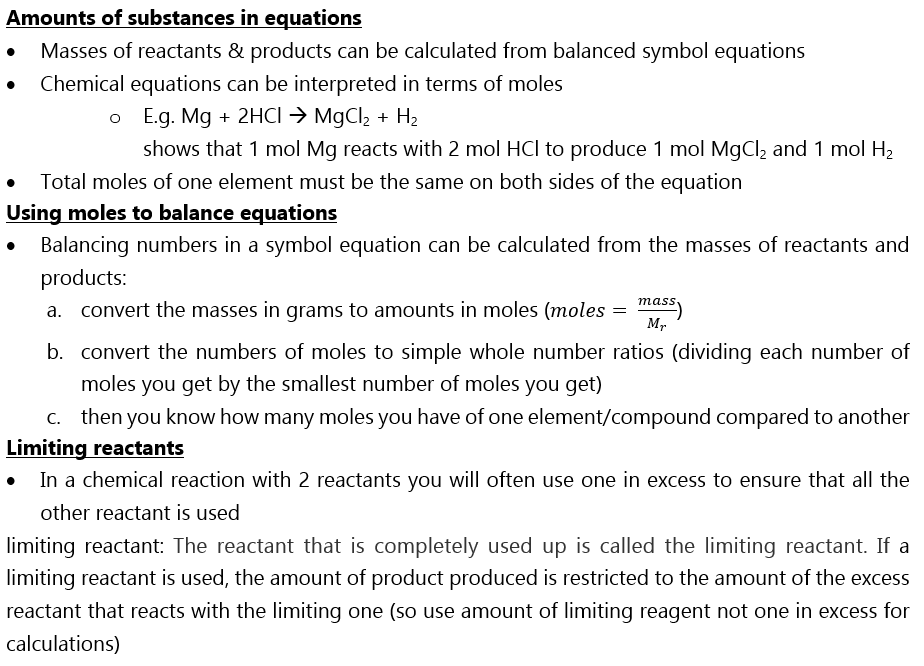 Amounts of substances in equations
• Masses of reactants & products can be calculated from balanced symbol equations
• Chemical equations can be interpreted in terms of moles
o E.g. Mg + 2HCl → MgCl₂ + H₂
shows that 1 mol Mg reacts with 2 mol HCl to produce 1 mol MgCl₂ and 1 mol H₂
• Total moles of one element must be the same on both sides of the equation
Using moles to balance equations
• Balancing numbers in a symbol equation can be calculated from the masses of reactants and
products:
a. convert the masses in grams to amounts in moles (moles = mass/Mᵣ)
b. convert the numbers of moles to simple whole number ratios (dividing each number of
moles you get by the smallest number of moles you get)
c. then you know how many moles you have of one element/compound compared to another
Limiting reactants
• In a chemical reaction with 2 reactants you will often use one in excess to ensure that all the
other reactant is used
limiting reactant: The reactant that is completely used up is called the limiting reactant. If a
limiting reactant is used, the amount of product produced is restricted to the amount of the excess
reactant that reacts with the limiting one (so use amount of limiting reagent not one in excess for
calculations)